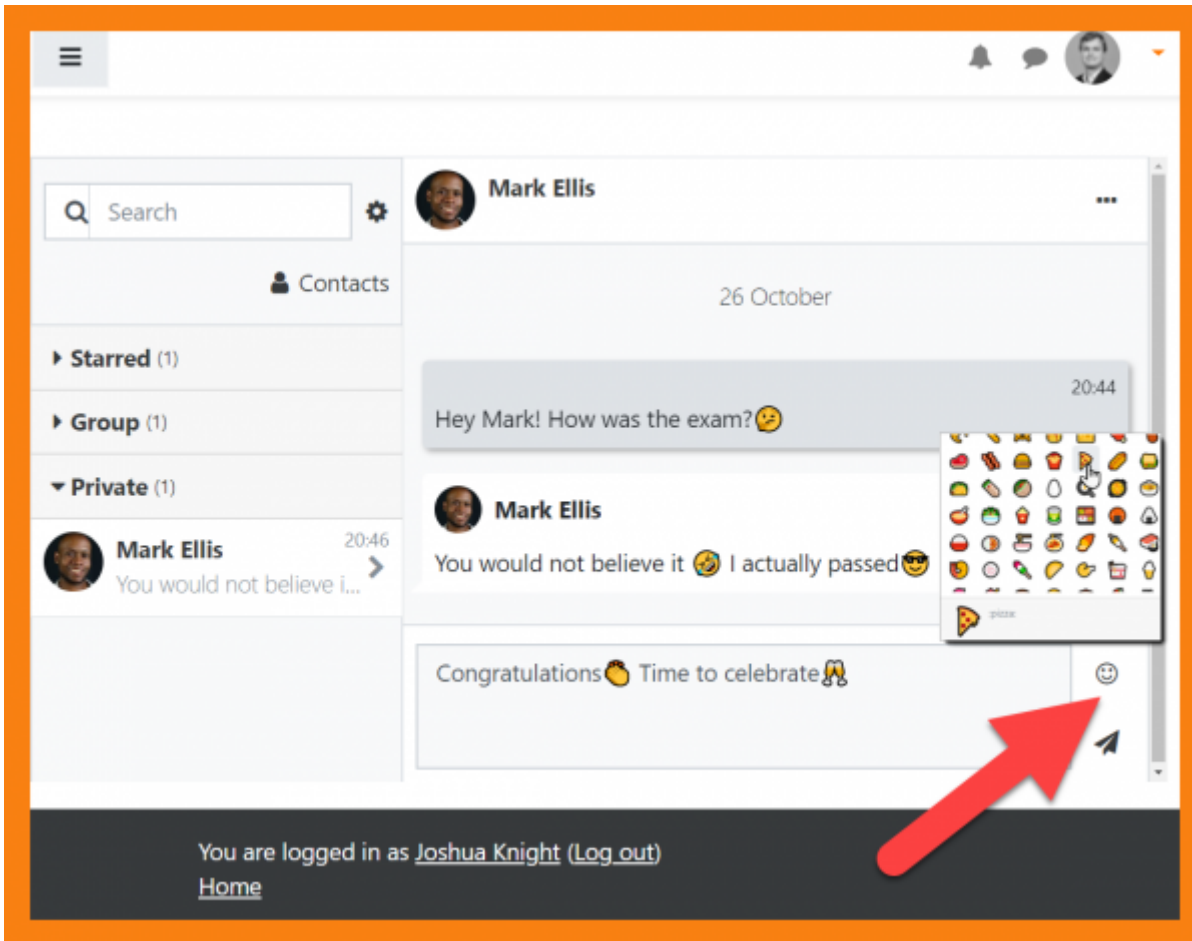 Search
Contacts
Starred (1)
Group (1)
Private (1)
Mark Ellis
20:46
You would not believe i...
Mark Ellis
26 October
20:44
Hey Mark! How was the exam?🫤
Mark Ellis
You would not believe it 🤣 I actually passed😎
:pizza:
Congratulations👏 Time to celebrate🥂
You are logged in as Joshua Knight (Log out)
Home